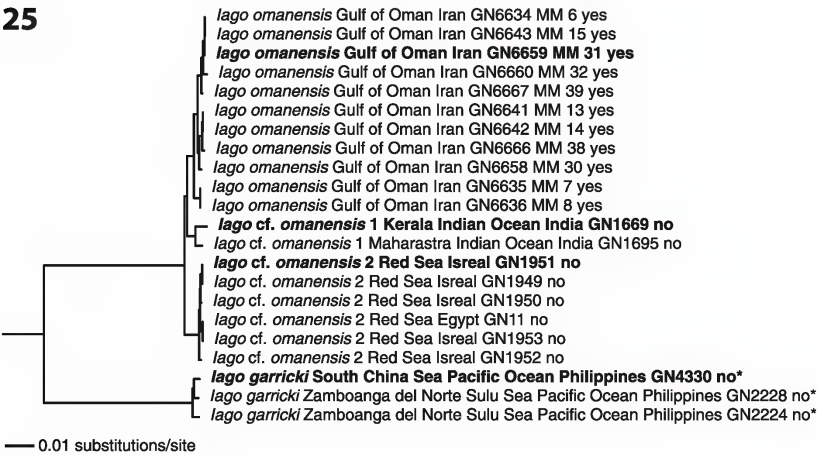 25
Iago omanensis Gulf of Oman Iran GN6634 MM 6 yes
Iago omanensis Gulf of Oman Iran GN6643 MM 15 yes
Iago omanensis Gulf of Oman Iran GN6659 MM 31 yes
Iago omanensis Gulf of Oman Iran GN6660 MM 32 yes
Iago omanensis Gulf of Oman Iran GN6667 MM 39 yes
Iago omanensis Gulf of Oman Iran GN6641 MM 13 yes
Iago omanensis Gulf of Oman Iran GN6642 MM 14 yes
Iago omanensis Gulf of Oman Iran GN6666 MM 38 yes
Iago omanensis Gulf of Oman Iran GN6658 MM 30 yes
Iago omanensis Gulf of Oman Iran GN6635 MM 7 yes
Iago omanensis Gulf of Oman Iran GN6636 MM 8 yes
Iago cf. omanensis 1 Kerala Indian Ocean India GN1669 no
Iago cf. omanensis 1 Maharastra Indian Ocean India GN1695 no
Iago cf. omanensis 2 Red Sea Isreal GN1951 no
Iago cf. omanensis 2 Red Sea Isreal GN1949 no
Iago cf. omanensis 2 Red Sea Isreal GN1950 no
Iago cf. omanensis 2 Red Sea Egypt GN11 no
Iago cf. omanensis 2 Red Sea Isreal GN1953 no
Iago cf. omanensis 2 Red Sea Isreal GN1952 no
Iago garricki South China Sea Pacific Ocean Philippines GN4330 no*
Iago garricki Zamboanga del Norte Sulu Sea Pacific Ocean Philippines GN2228 no*
Iago garricki Zamboanga del Norte Sulu Sea Pacific Ocean Philippines GN2224 no*
0.01 substitutions/site